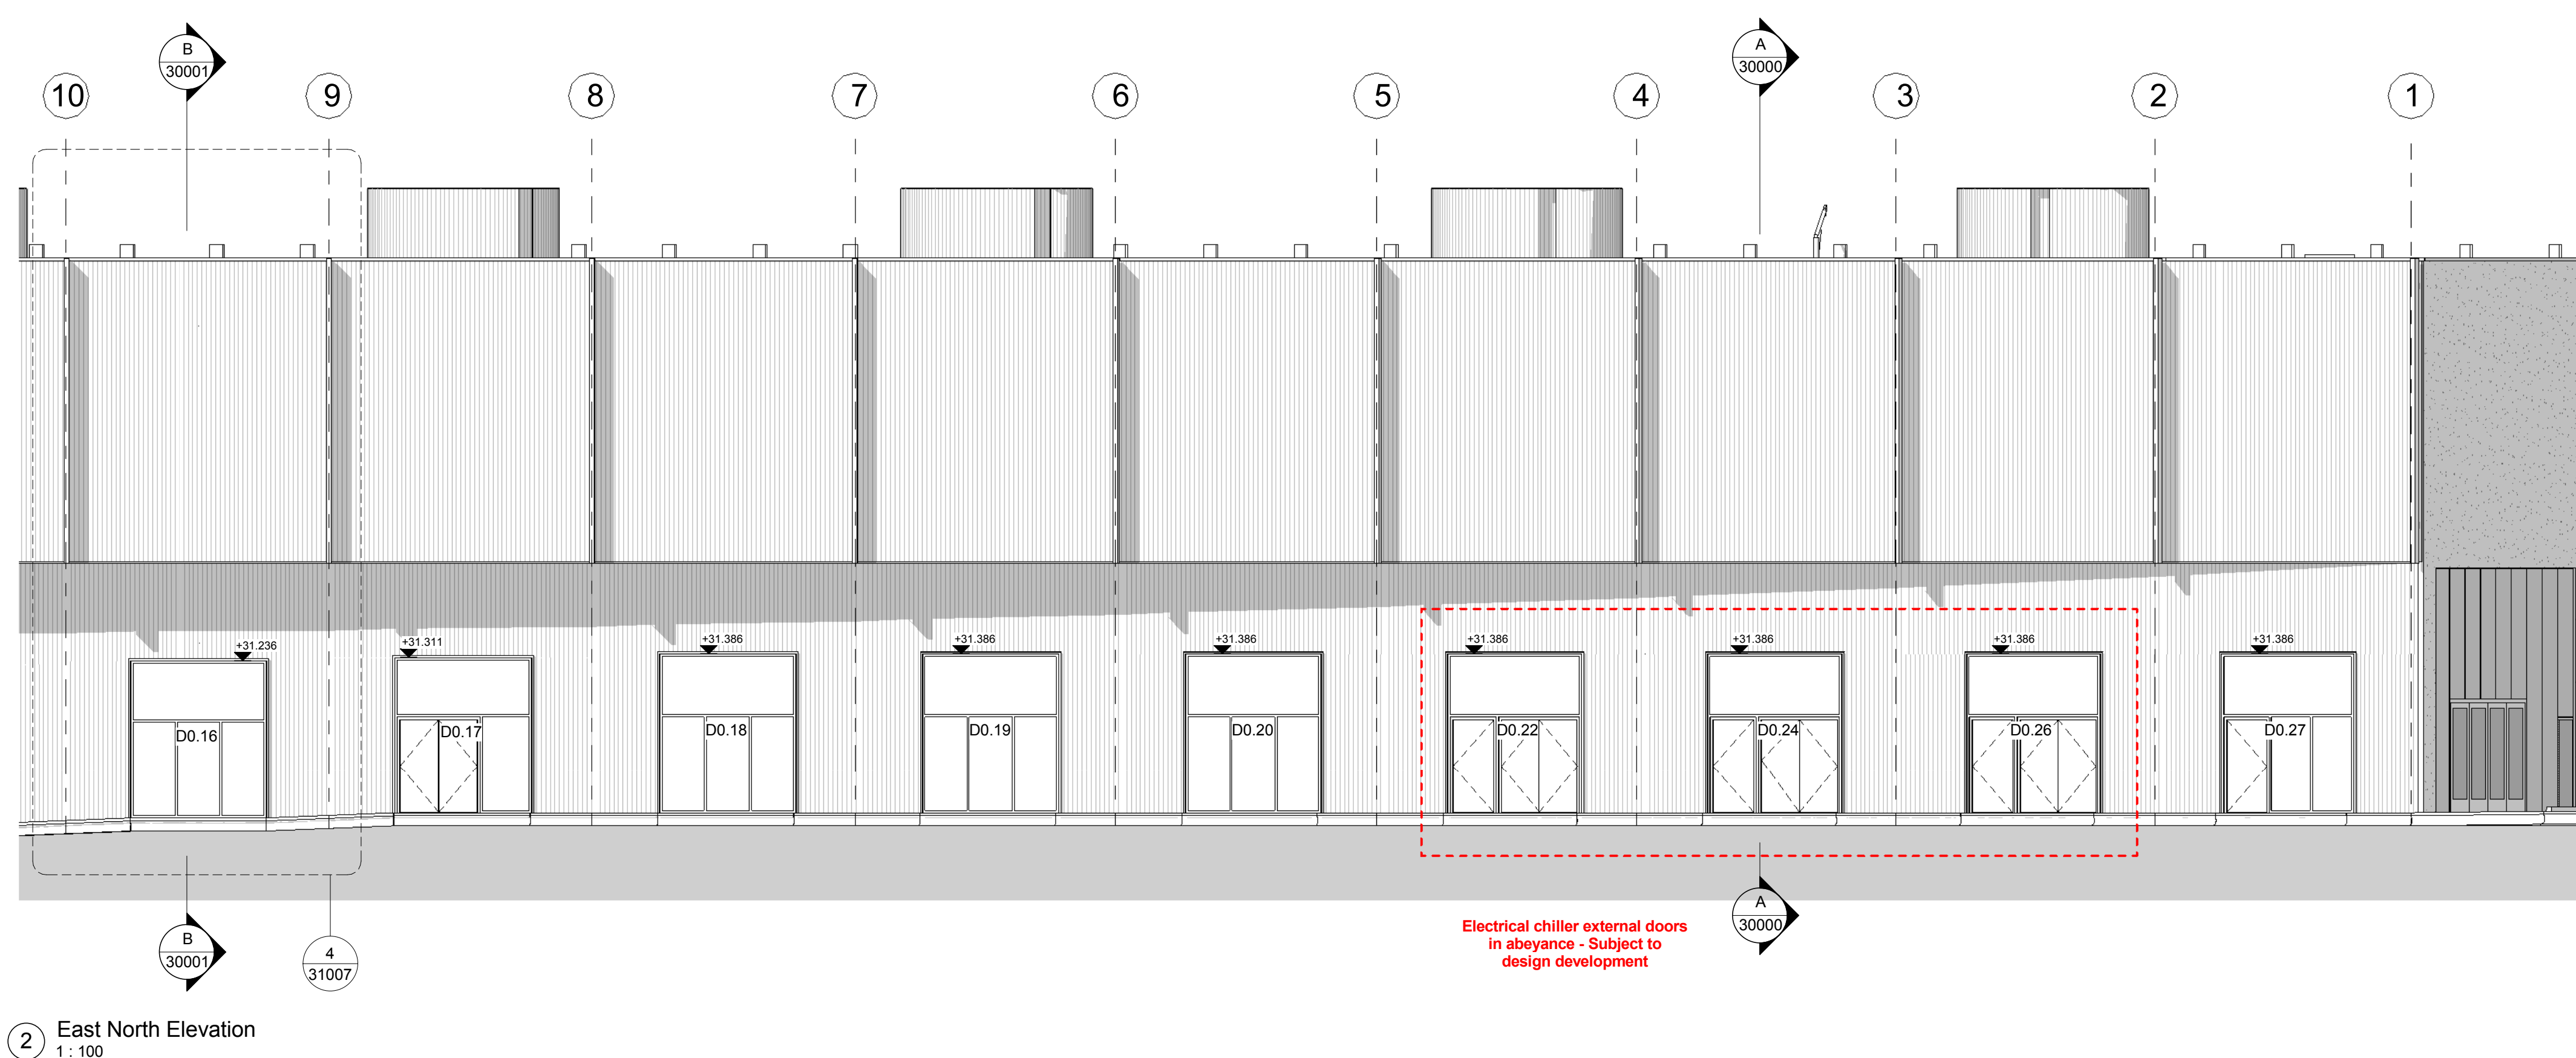 B
30001
A
30000
10
9
8
7
6
5
4
3
2
1
+31.236
+31.311
+31.386
+31.386
+31.386
+31.386
+31.386
+31.386
+31.386
D0.16
D0.17
D0.18
D0.19
D0.20
D0.22
D0.24
D0.26
D0.27
B
30001
4
31007
Electrical chiller external doors
in abeyance - Subject to
design development
A
30000
2
East North Elevation
1 : 100